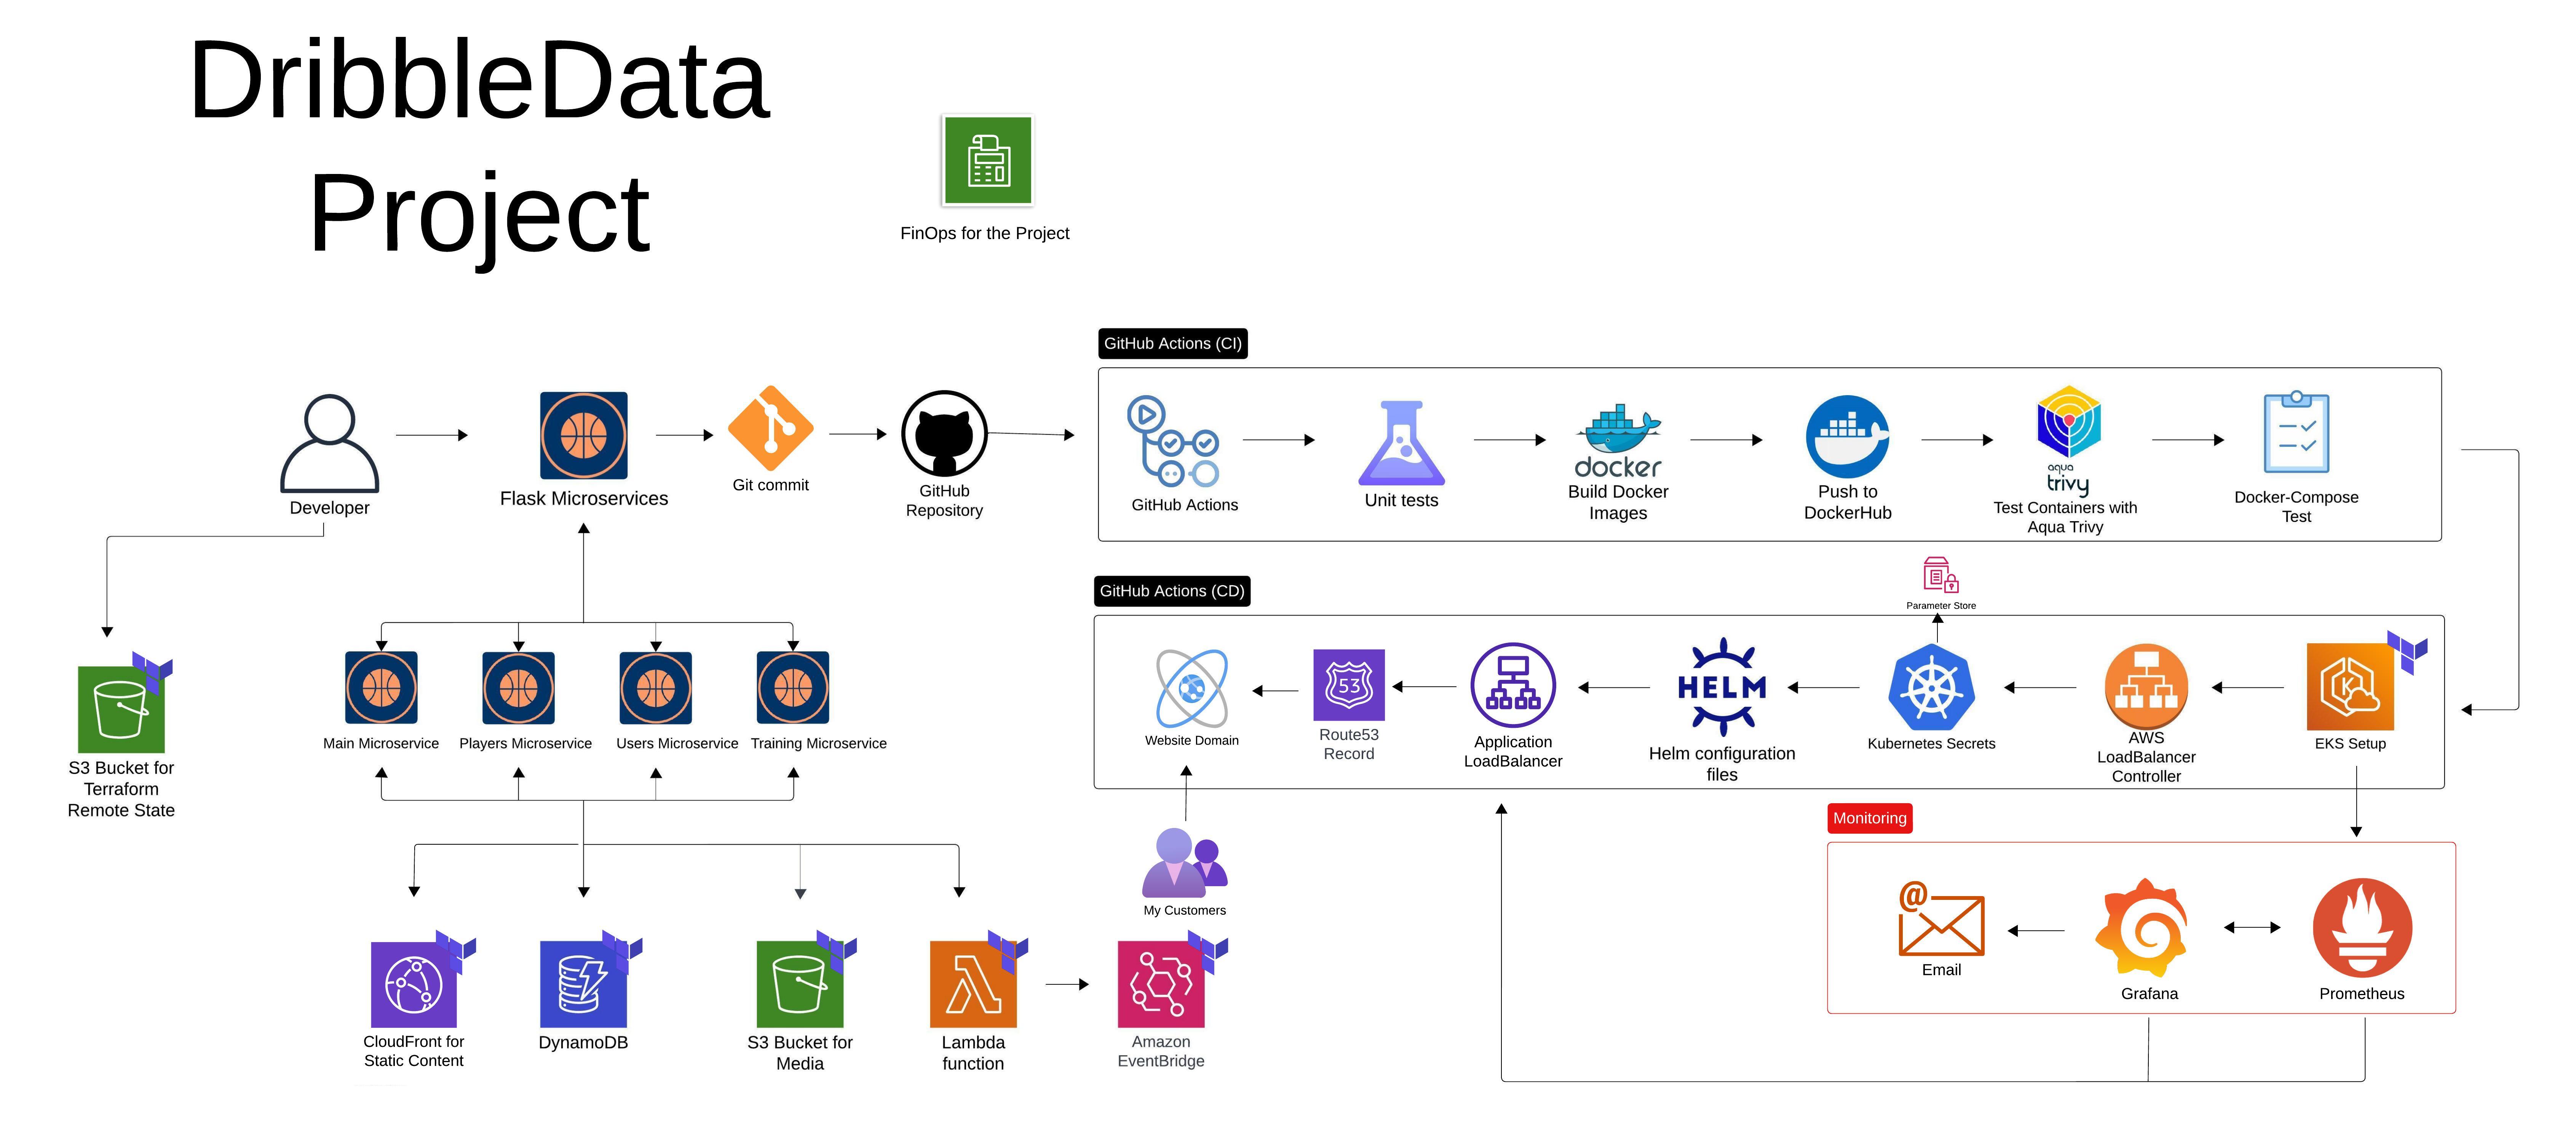 DribbleData
Project
FinOps for the Project
GitHub Actions (CI)
Developer
Flask Microservices
Git commit
GitHub
Repository
GitHub Actions
Unit tests
docker
Build Docker
Images
Push to
DockerHub
aqua
trivy
Test Containers with
Aqua Trivy
Docker-Compose
Test
Parameter Store
GitHub Actions (CD)
S3 Bucket for
Terraform
Remote State
Main Microservice
Players Microservice
Users Microservice
Training Microservice
Website Domain
53
Route53
Record
Application
LoadBalancer
HELM
Helm configuration
files
Kubernetes Secrets
AWS
LoadBalancer
Controller
K
EKS Setup
Monitoring
My Customers
CloudFront for
Static Content
DynamoDB
S3 Bucket for
Media
Lambda
function
Amazon
EventBridge
@
Email
Grafana
Prometheus